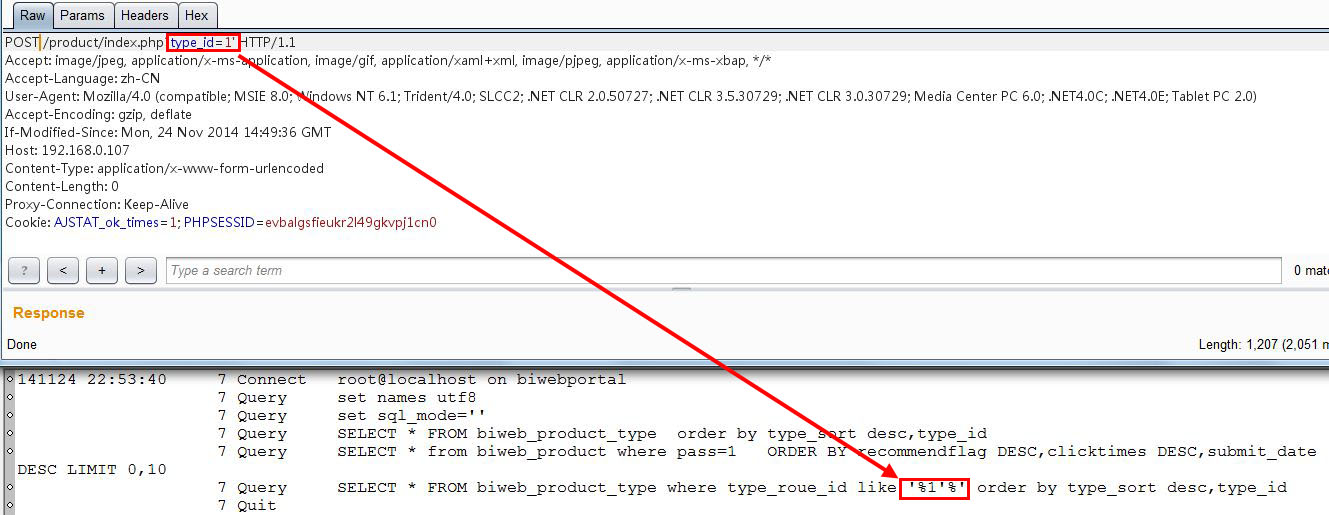 Raw Params Headers Hex
POST /product/index.php?type_id=1' HTTP/1.1
Accept: image/jpeg, application/x-ms-application, image/gif, application/xaml+xml, image/pjpeg, application/x-ms-xbap, */*
Accept-Language: zh-CN
User-Agent: Mozilla/4.0 (compatible; MSIE 8.0; Windows NT 6.1; Trident/4.0; SLCC2; .NET CLR 2.0.50727; .NET CLR 3.5.30729; .NET CLR 3.0.30729; Media Center PC 6.0; .NET4.0C; .NET4.0E; Tablet PC 2.0)
Accept-Encoding: gzip, deflate
If-Modified-Since: Mon, 24 Nov 2014 14:49:36 GMT
Host: 192.168.0.107
Content-Type: application/x-www-form-urlencoded
Content-Length: 0
Proxy-Connection: Keep-Alive
Cookie: AJSTAT_ok_times=1; PHPSESSID=evbalgsfieukr2l49gkvpj1cn0
? < + > Type a search term 0 mat
Response
Done Length: 1,207 (2,051 m
141124 22:53:40 7 Connect root@localhost on biwebportal
7 Query set names utf8
7 Query set sql_mode=''
7 Query SELECT * FROM biweb_product_type order by type_sort desc,type_id
7 Query SELECT * from biweb_product where pass=1 ORDER BY recommendflag DESC,clicktimes DESC,submit_date
DESC LIMIT 0,10
7 Query SELECT * FROM biweb_product_type where type_roue_id like '%1'%' order by type_sort desc,type_id
7 Quit